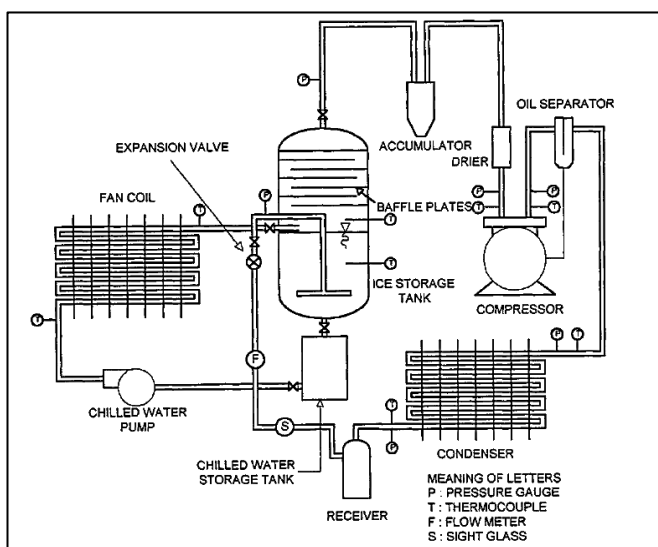 P
OIL SEPARATOR
EXPANSION VALVE
ACCUMULATOR
DRIER
FAN COIL
P
BAFFLE PLATES
P
P
T
T
T
T
T
ICE STORAGE
TANK
COMPRESSOR
T
F
P
T
CHILLED WATER
PUMP
S
T
P
CHILLED WATER
STORAGE TANK
CONDENSER
RECEIVER
MEANING OF LETTERS
P : PRESSURE GAUGE
T : THERMOCOUPLE
F : FLOW METER
S : SIGHT GLASS